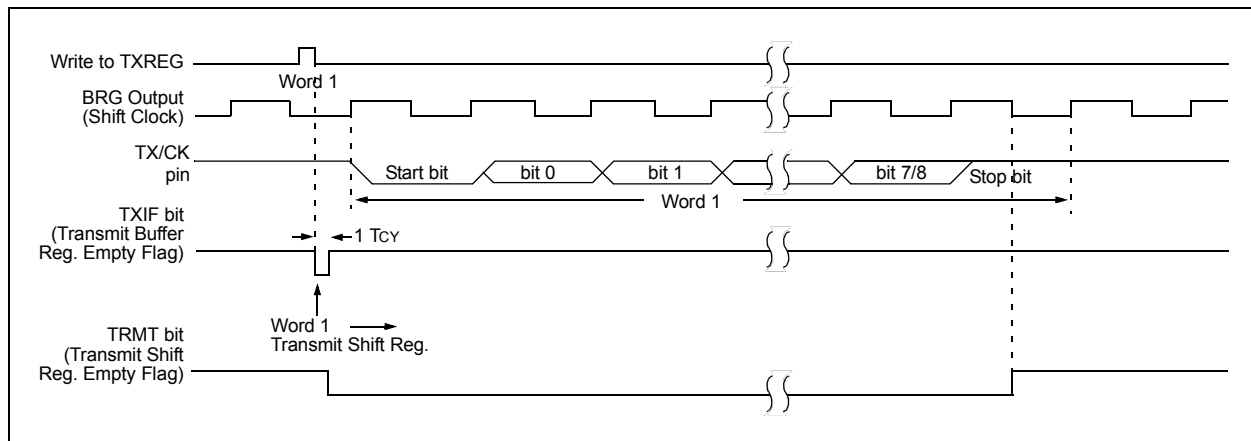 Write to TXREG
Word 1
BRG Output
(Shift Clock)
TX/CK
pin
Start bit
bit 0
bit 1
bit 7/8
Stop bit
Word 1
TXIF bit
(Transmit Buffer
Reg. Empty Flag)
1 TCY
Word 1
Transmit Shift Reg.
TRMT bit
(Transmit Shift
Reg. Empty Flag)